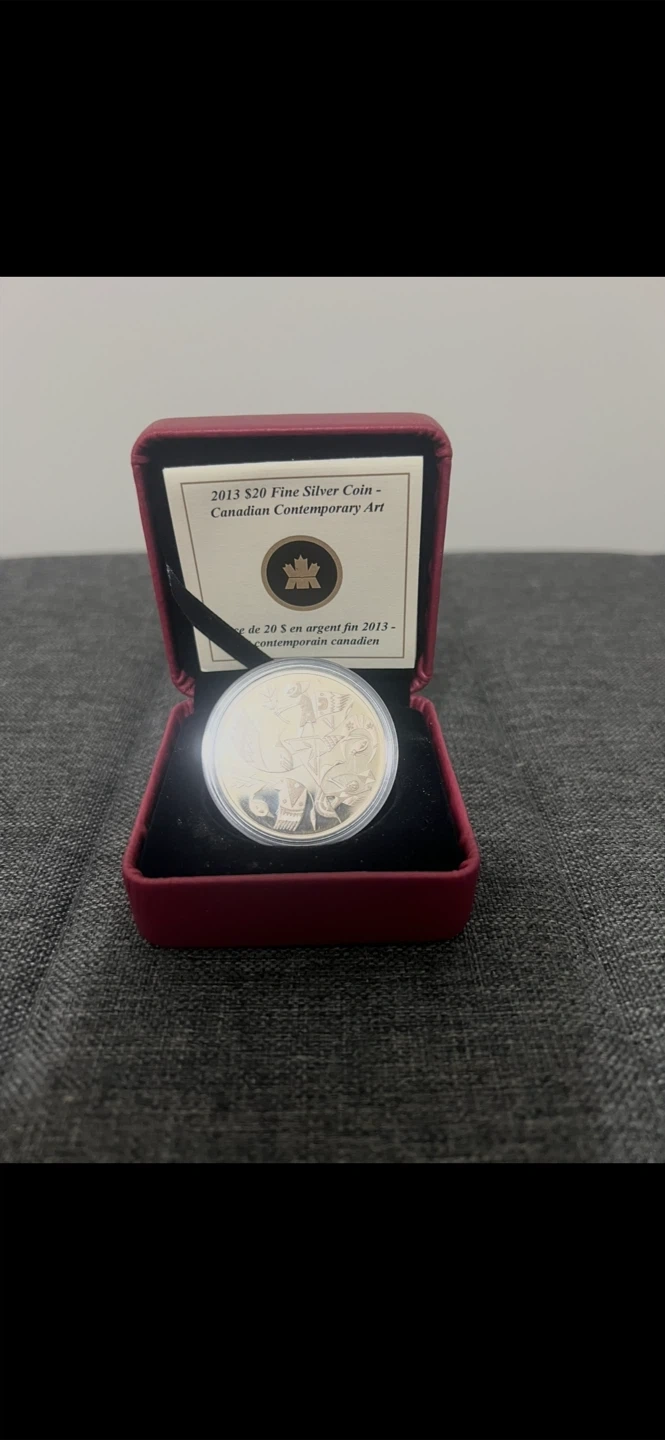 2013 $20 Fine Silver Coin -
Canadian Contemporary Art
de 20 $ en argent fin 2013 -
contemporain canadien